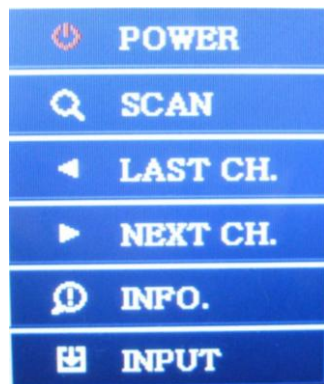 POWER
SCAN
LAST CH.
NEXT CH.
INFO.
INPUT